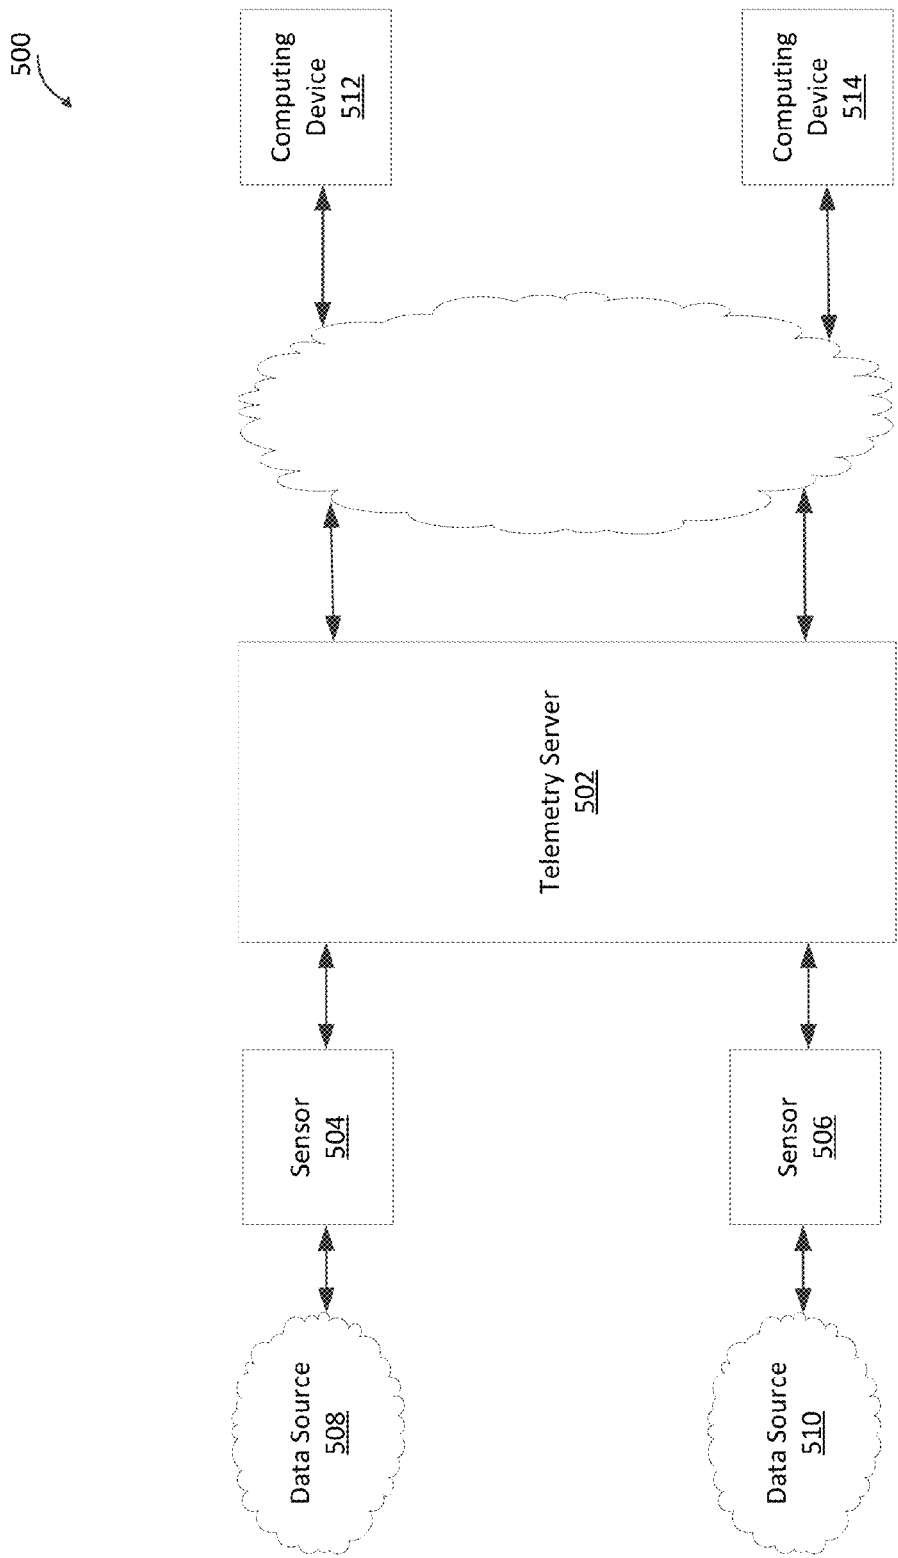 500
Data Source
508
Sensor
504
Telemetry Server
502
Computing
Device
512
Data Source
510
Sensor
506
Computing
Device
514